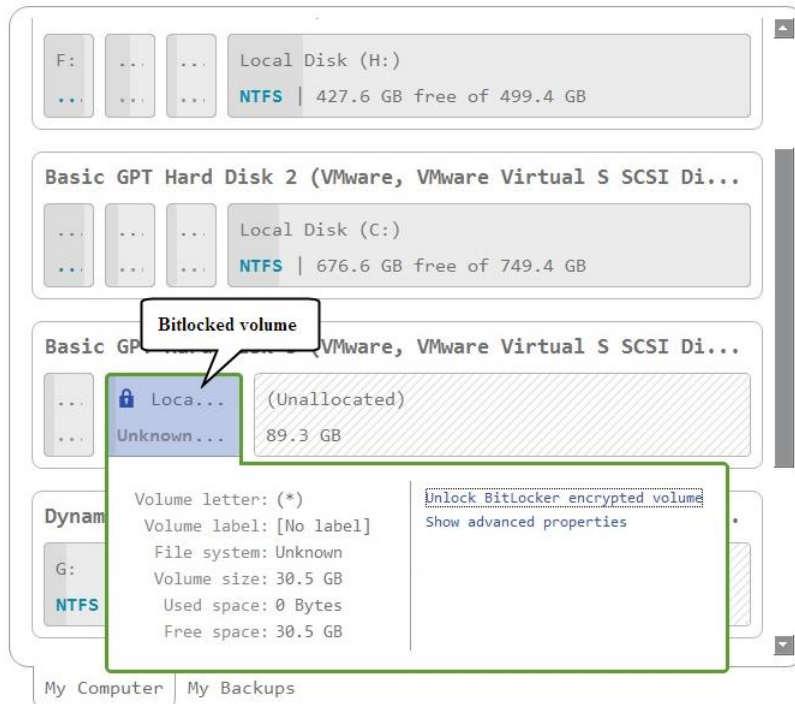 F:
...
...
Local Disk (H:)
...
...
...
NTFS | 427.6 GB free of 499.4 GB
Basic GPT Hard Disk 2 (VMware, VMware Virtual S SCSI Di...
...
...
...
Local Disk (C:)
...
...
...
NTFS | 676.6 GB free of 749.4 GB
Bitlocked volume
Basic GPT Hard (VMware, VMware Virtual S SCSI Di...
...
Loca...
(Unallocated)
...
Unknown...
89.3 GB
Volume letter: (*)
Volume label: [No label]
File system: Unknown
Volume size: 30.5 GB
Used space: 0 Bytes
Free space: 30.5 GB
Unlock BitLocker encrypted volume
Show advanced properties
Dynam
G:
NTFS
My Computer
My Backups